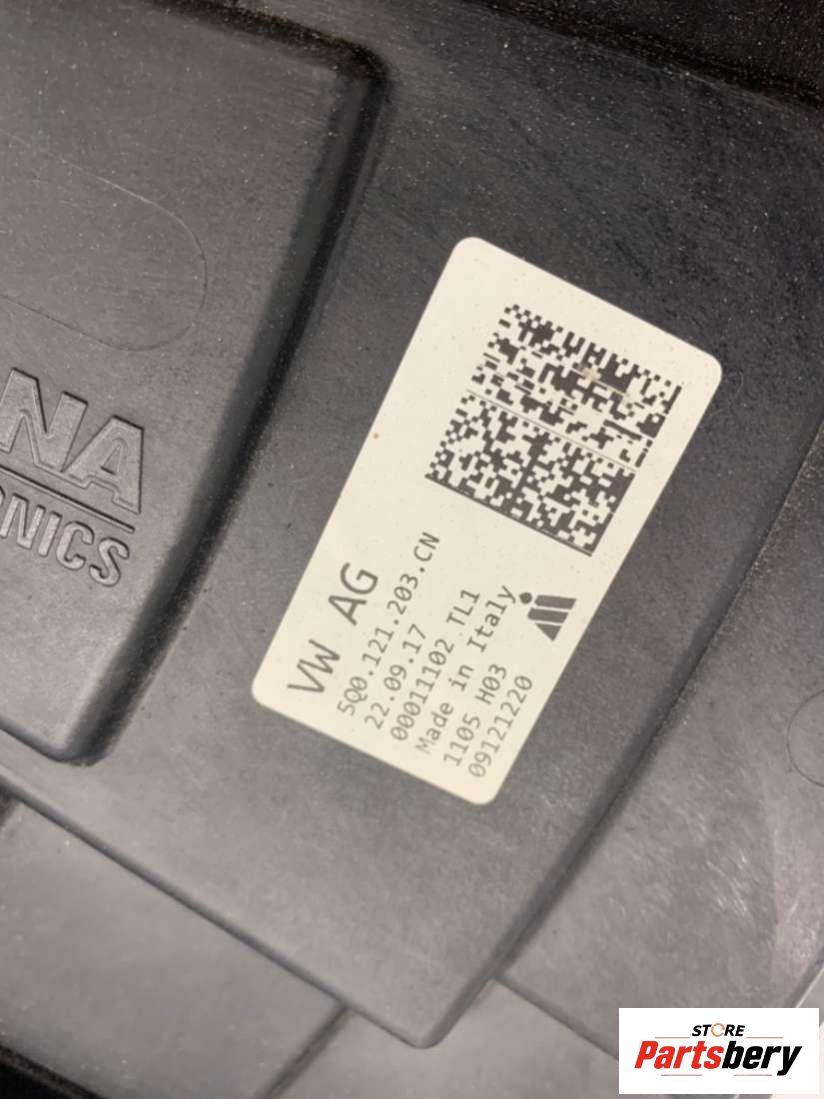 NA
ONICS
VW AG
5Q0.121.203.CN
22.09.17
00011102 TL1
Made in Italy
1105 H03
09121220
STORE
Partsbery